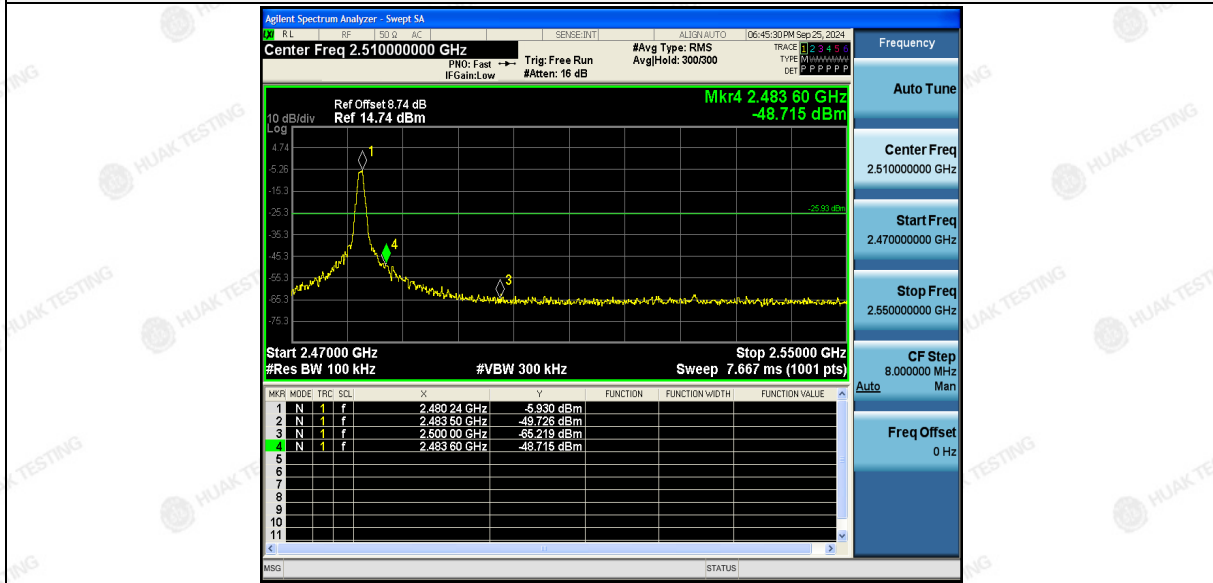 Agilent Spectrum Analyzer - Swept SA
LXI RL RF 50 Ω AC SENSE:INT ALIGN AUTO 06:45:30 PM Sep 25, 2024
Center Freq 2.510000000 GHz
PNO: Fast
IFGain:Low
Trig: Free Run
#Atten: 16 dB
#Avg Type: RMS
Avg|Hold: 300/300
TRACE 1 2 3 4 5 6
TYPE M
DET P P P P P P
Mkr4 2.483 60 GHz
-48.715 dBm
Ref Offset 8.74 dB
10 dB/div Ref 14.74 dBm
Log
4.74
-5.26
-15.3
-25.3
-35.3
-45.3
-55.3
-65.3
-75.3
1
4
3
-25.93 dBm
Start 2.47000 GHz Stop 2.55000 GHz
#Res BW 100 kHz #VBW 300 kHz Sweep 7.667 ms (1001 pts)
MKR MODE TRC SCL X Y FUNCTION FUNCTION WIDTH FUNCTION VALUE
1 N 1 f 2.480 24 GHz -5.930 dBm
2 N 1 f 2.483 50 GHz -49.726 dBm
3 N 1 f 2.500 00 GHz -65.219 dBm
4 N 1 f 2.483 60 GHz -48.715 dBm
5
6
7
8
9
10
11
MSG STATUS
Frequency
Auto Tune
Center Freq
2.510000000 GHz
Start Freq
2.470000000 GHz
Stop Freq
2.550000000 GHz
CF Step
8.000000 MHz
Auto Man
Freq Offset
0 Hz
HUAK TESTING
HUAK TESTING
HUAK TESTING
HUAK TESTING